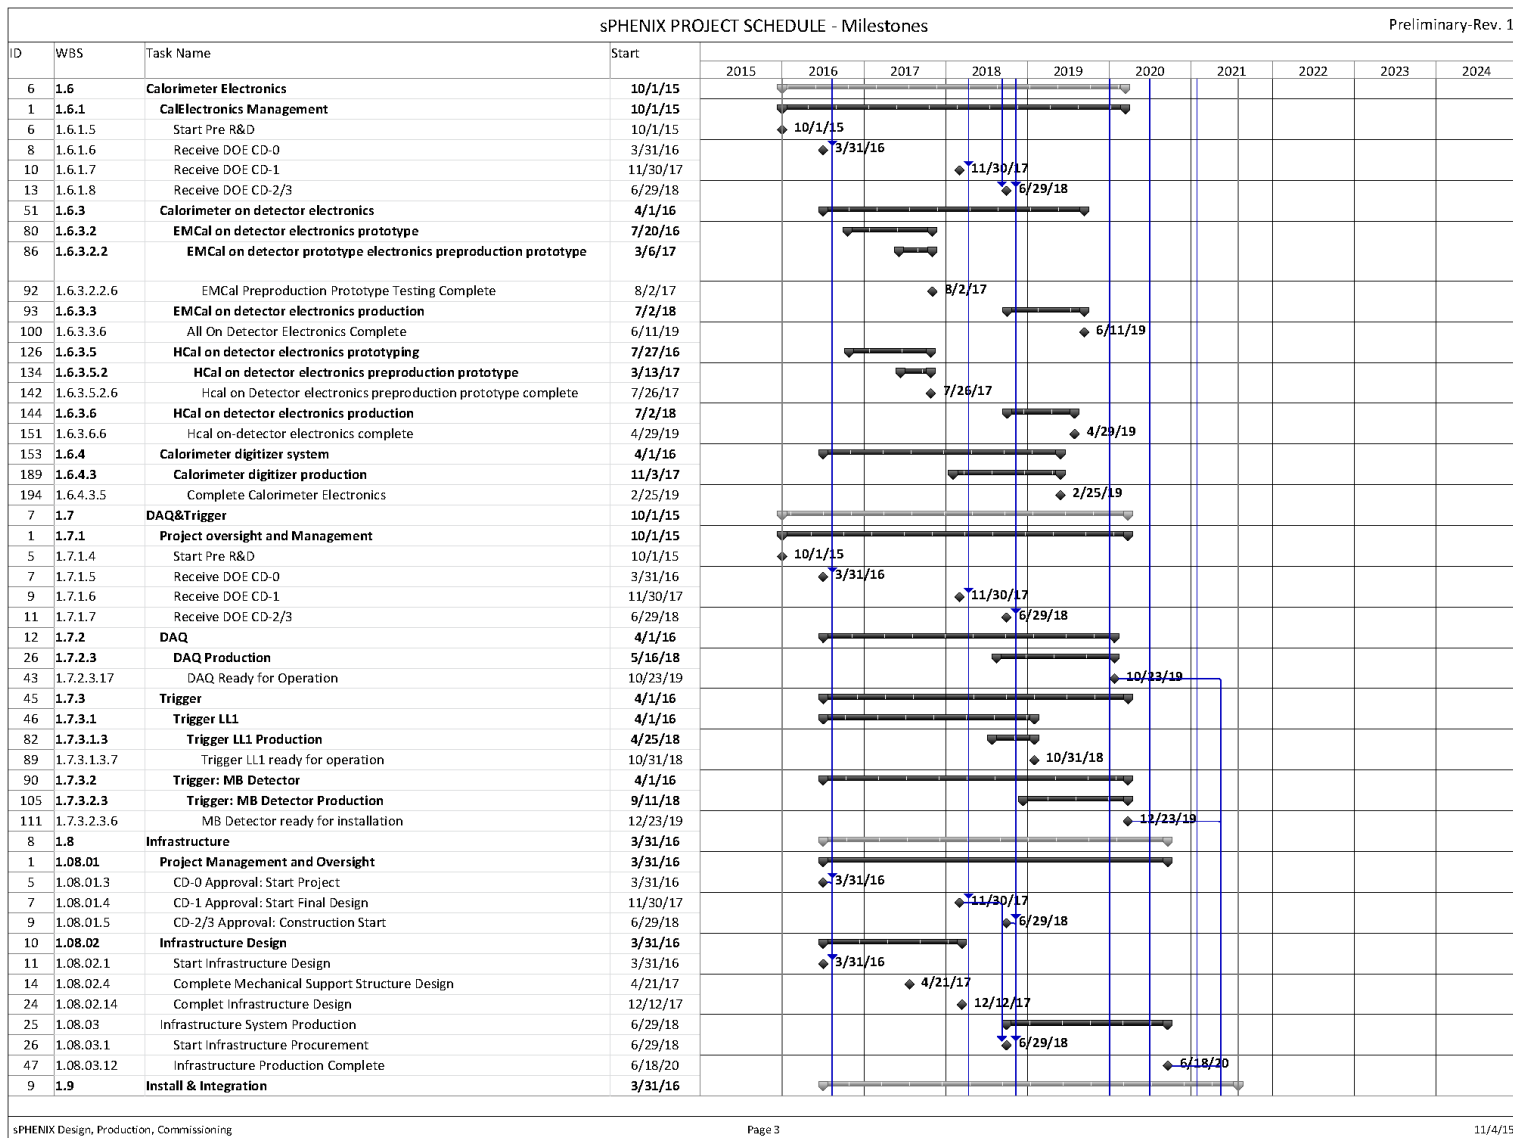 sPHENIX PROJECT SCHEDULE - Milestones Preliminary-Rev. 1
ID WBS Task Name Start
2015 2016 2017 2018 2019 2020 2021 2022 2023 2024
6 1.6 Calorimeter Electronics 10/1/15
1 1.6.1 CalElectronics Management 10/1/15
6 1.6.1.5 Start Pre R&D 10/1/15 10/1/15
8 1.6.1.6 Receive DOE CD-0 3/31/16 3/31/16
10 1.6.1.7 Receive DOE CD-1 11/30/17 11/30/17
13 1.6.1.8 Receive DOE CD-2/3 6/29/18 6/29/18
51 1.6.3 Calorimeter on detector electronics 4/1/16
80 1.6.3.2 EMCal on detector electronics prototype 7/20/16
86 1.6.3.2.2 EMCal on detector prototype electronics preproduction prototype 3/6/17
92 1.6.3.2.2.6 EMCal Preproduction Prototype Testing Complete 8/2/17 8/2/17
93 1.6.3.3 EMCal on detector electronics production 7/2/18
100 1.6.3.3.6 All On Detector Electronics Complete 6/11/19 6/11/19
126 1.6.3.5 HCal on detector electronics prototyping 7/27/16
134 1.6.3.5.2 HCal on detector electronics preproduction prototype 3/13/17
142 1.6.3.5.2.6 Hcal on Detector electronics preproduction prototype complete 7/26/17 7/26/17
144 1.6.3.6 HCal on detector electronics production 7/2/18
151 1.6.3.6.6 Hcal on-detector electronics complete 4/29/19 4/29/19
153 1.6.4 Calorimeter digitizer system 4/1/16
189 1.6.4.3 Calorimeter digitizer production 11/3/17
194 1.6.4.3.5 Complete Calorimeter Electronics 2/25/19 2/25/19
7 1.7 DAQ&Trigger 10/1/15
1 1.7.1 Project oversight and Management 10/1/15
5 1.7.1.4 Start Pre R&D 10/1/15 10/1/15
7 1.7.1.5 Receive DOE CD-0 3/31/16 3/31/16
9 1.7.1.6 Receive DOE CD-1 11/30/17 11/30/17
11 1.7.1.7 Receive DOE CD-2/3 6/29/18 6/29/18
12 1.7.2 DAQ 4/1/16
26 1.7.2.3 DAQ Production 5/16/18
43 1.7.2.3.17 DAQ Ready for Operation 10/23/19 10/23/19
45 1.7.3 Trigger 4/1/16
46 1.7.3.1 Trigger LL1 4/1/16
82 1.7.3.1.3 Trigger LL1 Production 4/25/18
89 1.7.3.1.3.7 Trigger LL1 ready for operation 10/31/18 10/31/18
90 1.7.3.2 Trigger: MB Detector 4/1/16
105 1.7.3.2.3 Trigger: MB Detector Production 9/11/18
111 1.7.3.2.3.6 MB Detector ready for installation 12/23/19 12/23/19
8 1.8 Infrastructure 3/31/16
1 1.08.01 Project Management and Oversight 3/31/16
5 1.08.01.3 CD-0 Approval: Start Project 3/31/16 3/31/16
7 1.08.01.4 CD-1 Approval: Start Final Design 11/30/17 11/30/17
9 1.08.01.5 CD-2/3 Approval: Construction Start 6/29/18 6/29/18
10 1.08.02 Infrastructure Design 3/31/16
11 1.08.02.1 Start Infrastructure Design 3/31/16 3/31/16
14 1.08.02.4 Complete Mechanical Support Structure Design 4/21/17 4/21/17
24 1.08.02.14 Complet Infrastructure Design 12/12/17 12/12/17
25 1.08.03 Infrastructure System Production 6/29/18
26 1.08.03.1 Start Infrastructure Procurement 6/29/18 6/29/18
47 1.08.03.12 Infrastructure Production Complete 6/18/20 6/18/20
9 1.9 Install & Integration 3/31/16
sPHENIX Design, Production, Commissioning Page 3 11/4/15